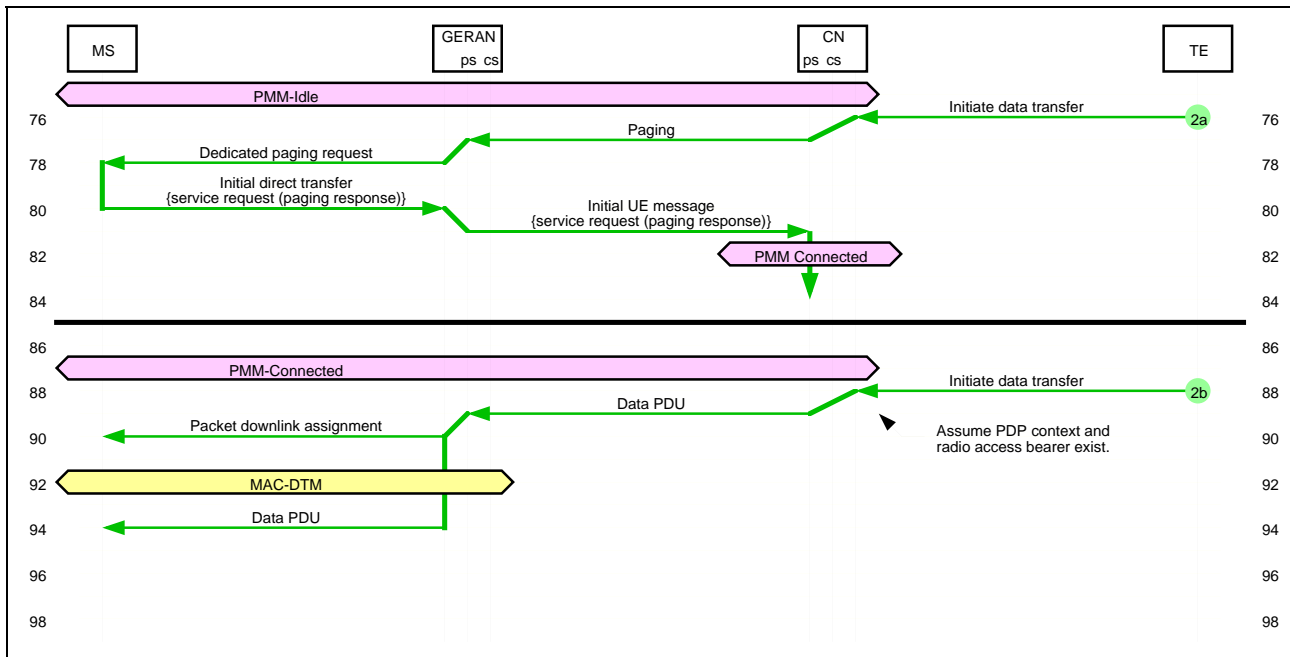 MS
GERAN
ps cs
CN
ps cs
TE
PMM-Idle
Initiate data transfer
76
2a
76
Paging
Dedicated paging request
78
78
Initial direct transfer
{service request (paging response)}
Initial UE message
{service request (paging response)}
80
80
PMM Connected
82
82
84
84
86
86
PMM-Connected
Initiate data transfer
88
2b
88
Data PDU
Packet downlink assignment
Assume PDP context and
radio access bearer exist.
90
90
MAC-DTM
92
92
Data PDU
94
94
96
96
98
98